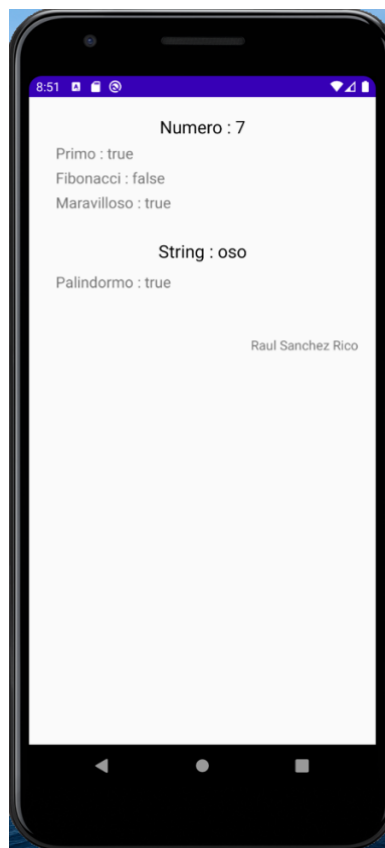 8:51
Numero : 7
Primo : true
Fibonacci : false
Maravilloso : true
String : oso
Palindormo : true
Raul Sanchez Rico